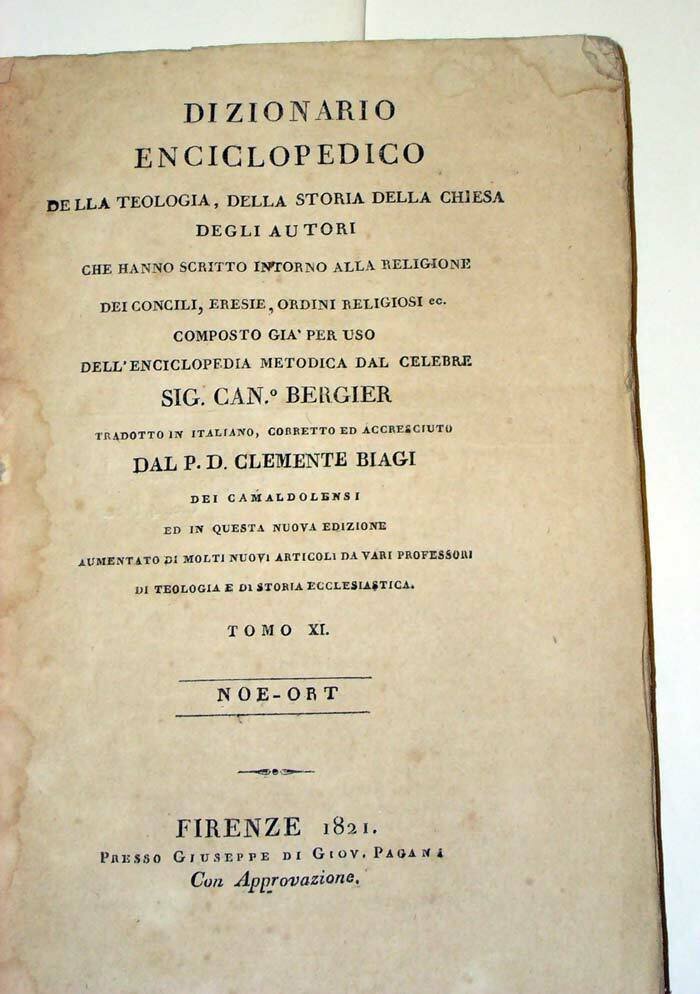 DIZIONARIO
ENCICLOPEDICO
DELLA TEOLOGIA, DELLA STORIA DELLA CHIESA
DEGLI AUTORI
CHE HANNO SCRITTO INTORNO ALLA RELIGIONE
DEI CONCILI, ERESIE, ORDINI RELIGIOSI ec.
COMPOSTO GIA' PER USO
DELL'ENCICLOPEDIA METODICA DAL CELEBRE
SIG. CAN.º BERGIER
TRADOTTO IN ITALIANO, CORRETTO ED ACCRESCIUTO
DAL P. D. CLEMENTE BIAGI
DEI CAMALDOLENSI
ED IN QUESTA NUOVA EDIZIONE
AUMENTATO DI MOLTI NUOVI ARTICOLI DA VARI PROFESSORI
DI TEOLOGIA E DI STORIA ECCLESIASTICA.
TOMO XI.
NOE-ORT
FIRENZE 1821.
PRESSO GIUSEPPE DI GIOV. PAGANI
Con Approvazione.